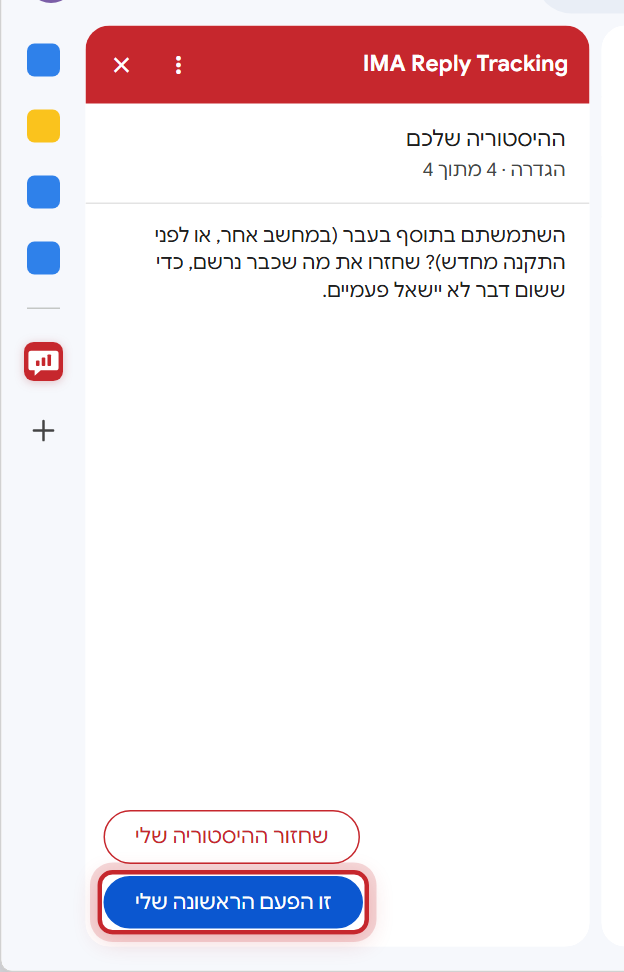 IMA Reply Tracking
ההיסטוריה שלכם
הגדרה · 4 מתוך 4
השתמשתם בתוסף בעבר (במחשב אחר, או לפני
התקנה מחדש)? שחזרו את מה שכבר נרשם, כדי
ששום דבר לא יישאל פעמיים.
שחזור ההיסטוריה שלי
זו הפעם הראשונה שלי